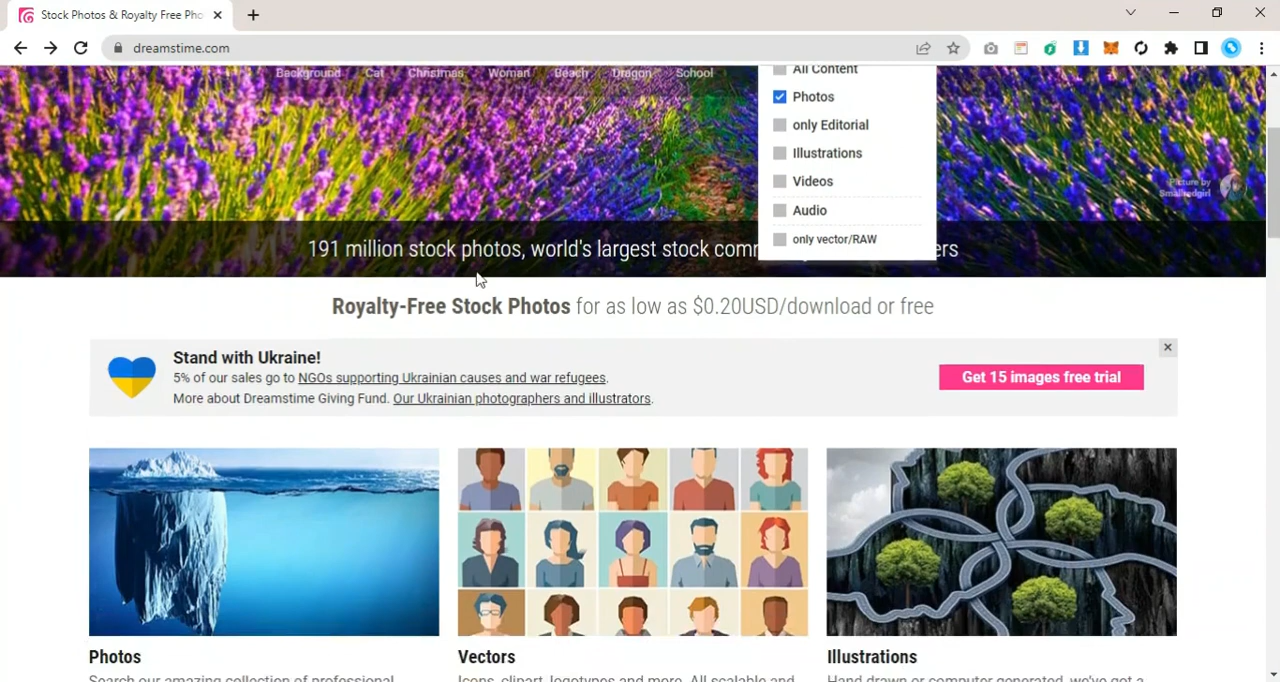 Stock Photos & Royalty Free Pho
dreamstime.com
Background Cat Christmas Woman Beach Dragon School
All Content
Photos
only Editorial
Illustrations
Videos
Audio
only vector/RAW
Picture by
Smallredgirl
191 million stock photos, world's largest stock com
ers
Royalty-Free Stock Photos for as low as $0.20USD/download or free
Stand with Ukraine!
5% of our sales go to NGOs supporting Ukrainian causes and war refugees.
More about Dreamstime Giving Fund. Our Ukrainian photographers and illustrators.
Get 15 images free trial
Photos
Search our amazing collection of professional
Vectors
Icons, clipart, logotypes and more. All scalable and
Illustrations
Hand drawn or computer generated, we've got a